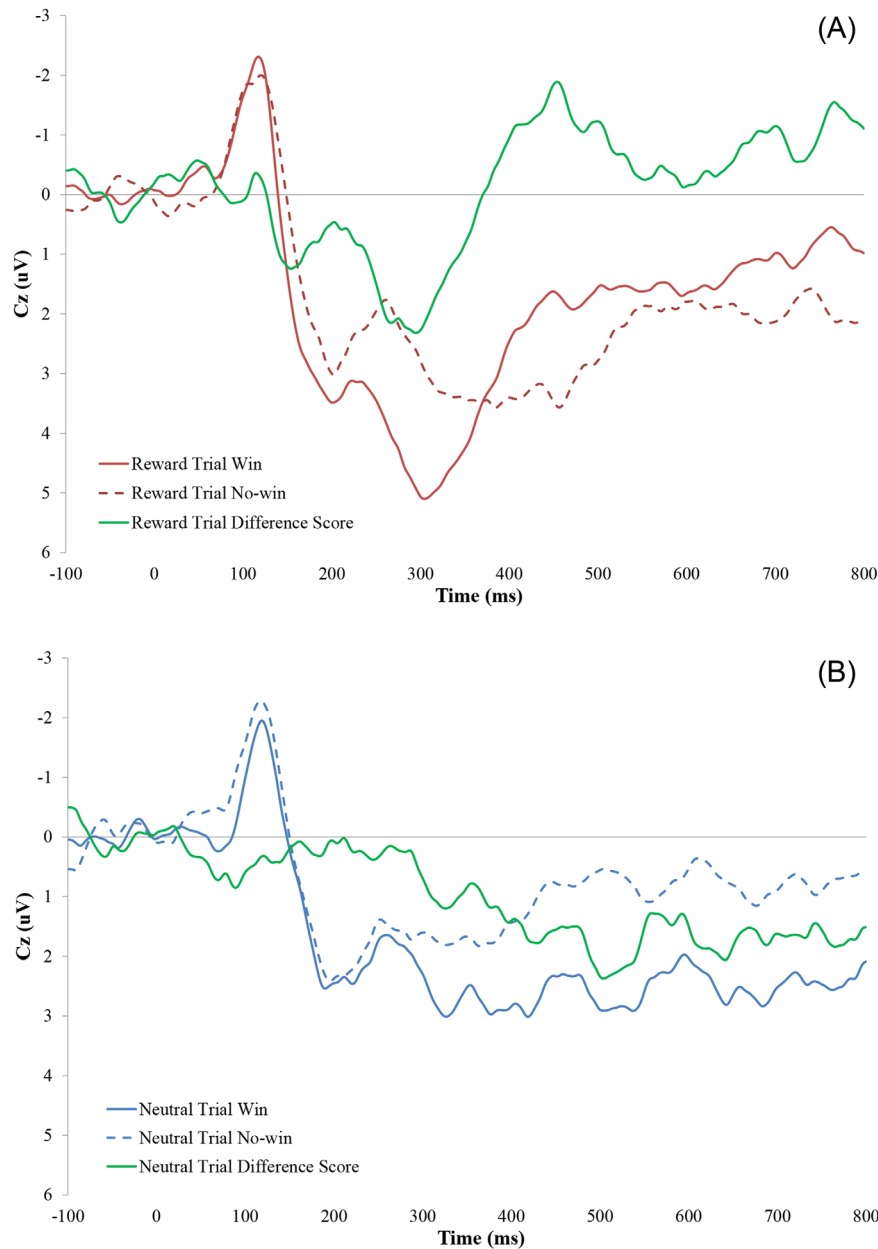 (A)
-3
-2
-1
0
1
2
3
4
5
6
Cz (uV)
Reward Trial Win
Reward Trial No-win
Reward Trial Difference Score
-100 0 100 200 300 400 500 600 700 800
Time (ms)
(B)
-3
-2
-1
0
1
2
3
4
5
6
Cz (uV)
Neutral Trial Win
Neutral Trial No-win
Neutral Trial Difference Score
-100 0 100 200 300 400 500 600 700 800
Time (ms)